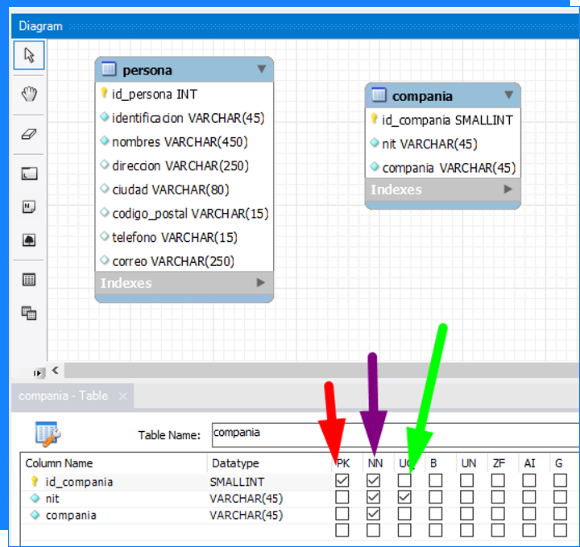 Diagram
persona
id_persona INT
identificacion VARCHAR(45)
nombres VARCHAR(450)
direccion VARCHAR(250)
ciudad VARCHAR(80)
codigo_postal VARCHAR(15)
telefono VARCHAR(15)
correo VARCHAR(250)
Indexes
compania
id_compania SMALLINT
nit VARCHAR(45)
compania VARCHAR(45)
Indexes
compania - Table
Table Name: compania
Column Name Datatype PK NN UQ B UN ZF AI G
id_compania SMALLINT
nit VARCHAR(45)
compania VARCHAR(45)